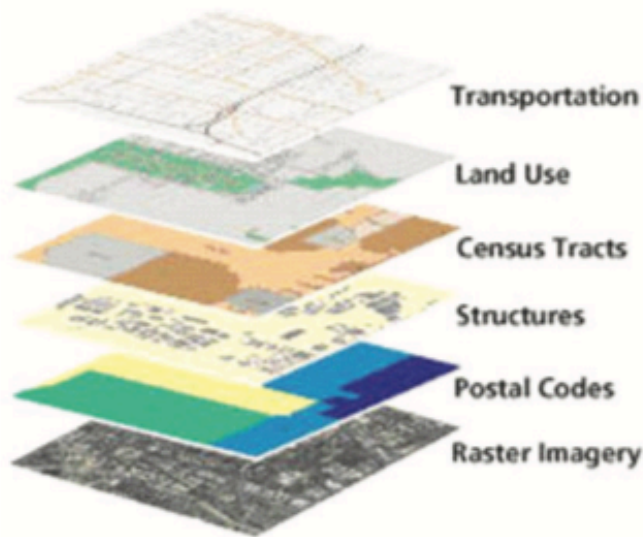 Transportation
Land Use
Census Tracts
Structures
Postal Codes
Raster Imagery